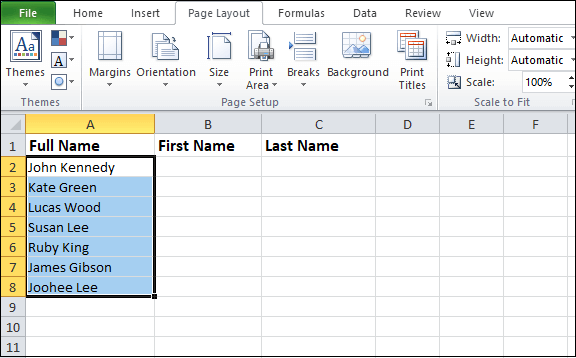 File Home Insert Page Layout Formulas Data Review View
Aa Themes A Margins Orientation Size Print Area Breaks Background Print Titles Width: Automatic
Height: Automatic
Scale: 100%
Themes Page Setup Scale to Fit
A B C D E F
1 Full Name First Name Last Name
2 John Kennedy
3 Kate Green
4 Lucas Wood
5 Susan Lee
6 Ruby King
7 James Gibson
8 Joohee Lee
9
10
11